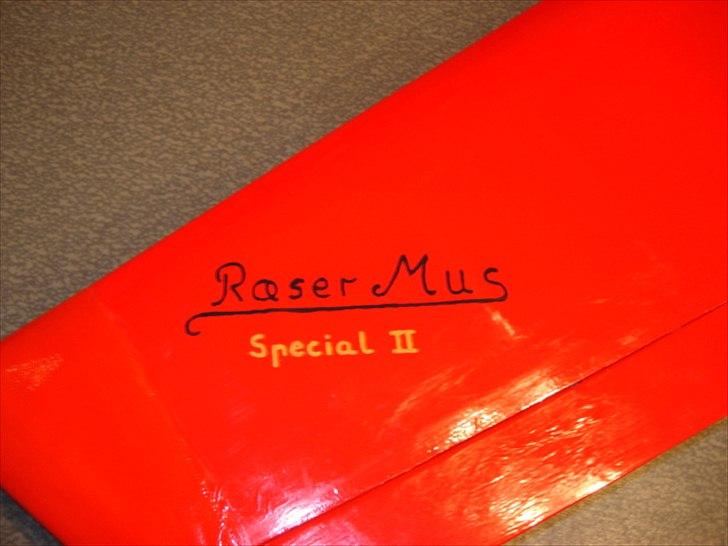 Ræser Mus
Special II